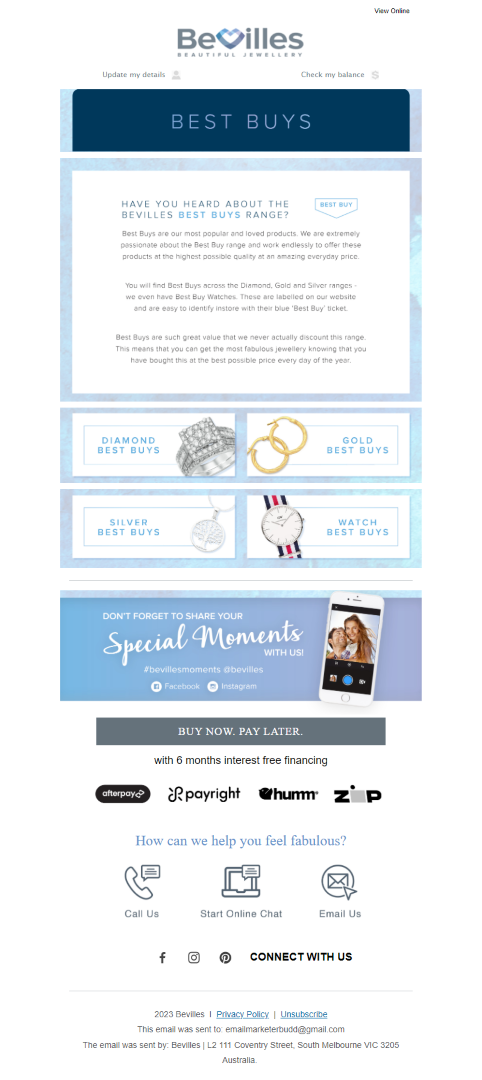 View Online
Bevilles
BEAUTIFUL JEWELLERY
Update my details
Check my balance
BEST BUYS
HAVE YOU HEARD ABOUT THE
BEVILLES BEST BUYS RANGE?
BEST BUY
Best Buys are our most popular and loved products. We are extremely
passionate about the Best Buy range and work endlessly to offer these
products at the highest possible quality at an amazing everyday price.
You will find Best Buys across the Diamond, Gold and Silver ranges -
we even have Best Buy Watches. These are labelled on our website
and are easy to identify instore with their blue 'Best Buy' ticket.
Best Buys are such great value that we never actually discount this range.
This means that you can get the most fabulous jewellery knowing that you
have bought this at the best possible price every day of the year.
DIAMOND
BEST BUYS
GOLD
BEST BUYS
SILVER
BEST BUYS
WATCH
BEST BUYS
DON'T FORGET TO SHARE YOUR
Special Moments
WITH US!
#bevillesmoments @bevilles
Facebook
Instagram
BUY NOW. PAY LATER.
with 6 months interest free financing
afterpay
payright
humm
zip
How can we help you feel fabulous?
Call Us
Start Online Chat
Email Us
CONNECT WITH US
2023 Bevilles | Privacy Policy | Unsubscribe
This email was sent to: emailmarketerbudd@gmail.com
The email was sent by: Bevilles | L2 111 Coventry Street, South Melbourne VIC 3205
Australia.